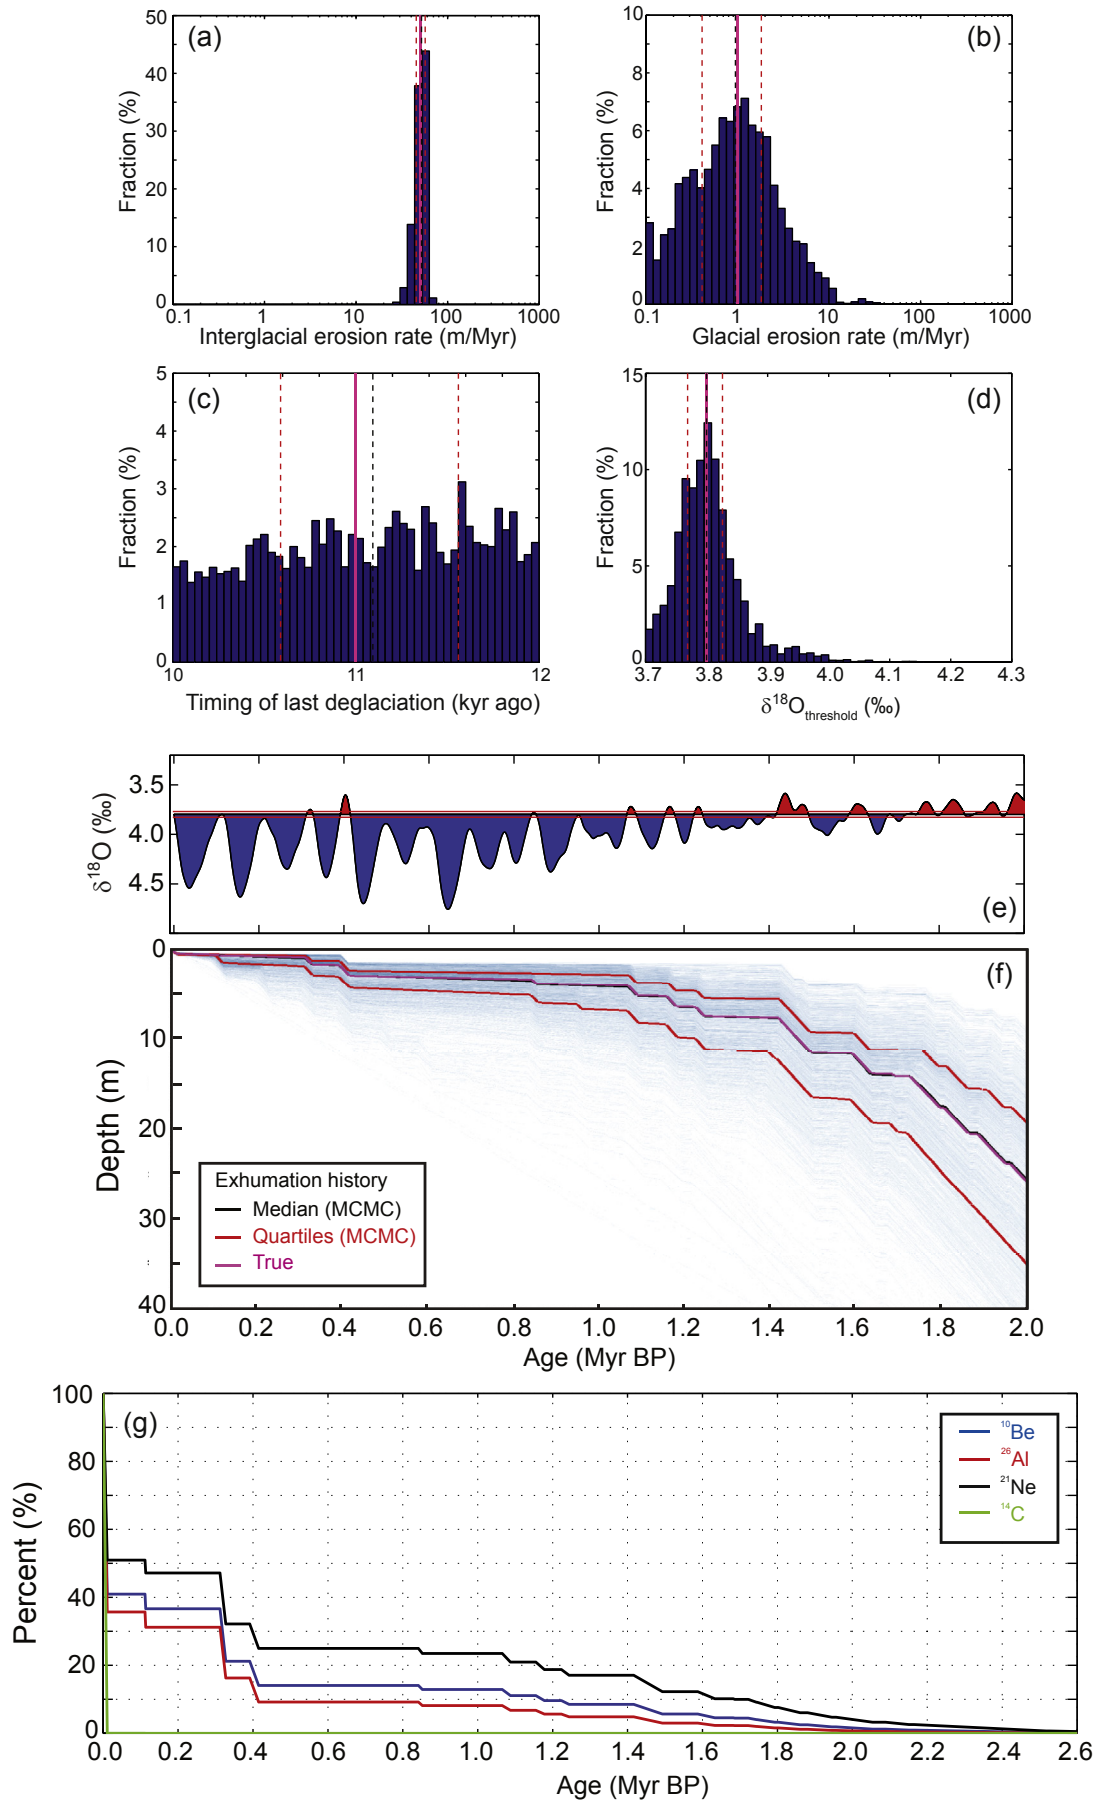 (a)
50
40
30
20
10
0
Fraction (%)
0.1 1 10 100 1000
Interglacial erosion rate (m/Myr)
(b)
10
8
6
4
2
0
Fraction (%)
0.1 1 10 100 1000
Glacial erosion rate (m/Myr)
(c)
5
4
3
2
1
0
Fraction (%)
10 11 12
Timing of last deglaciation (kyr ago)
(d)
15
10
5
0
Fraction (%)
3.7 3.8 3.9 4.0 4.1 4.2 4.3
δ¹⁸Othreshold (‰)
3.5
4.0
4.5
δ¹⁸O (‰)
(e)
0
10
20
30
40
Depth (m)
(f)
Exhumation history
Median (MCMC)
Quartiles (MCMC)
True
0.0 0.2 0.4 0.6 0.8 1.0 1.2 1.4 1.6 1.8 2.0
Age (Myr BP)
(g)
100
80
60
40
20
0
Percent (%)
¹⁰Be
²⁶Al
²¹Ne
¹⁴C
0.0 0.2 0.4 0.6 0.8 1.0 1.2 1.4 1.6 1.8 2.0 2.2 2.4 2.6
Age (Myr BP)